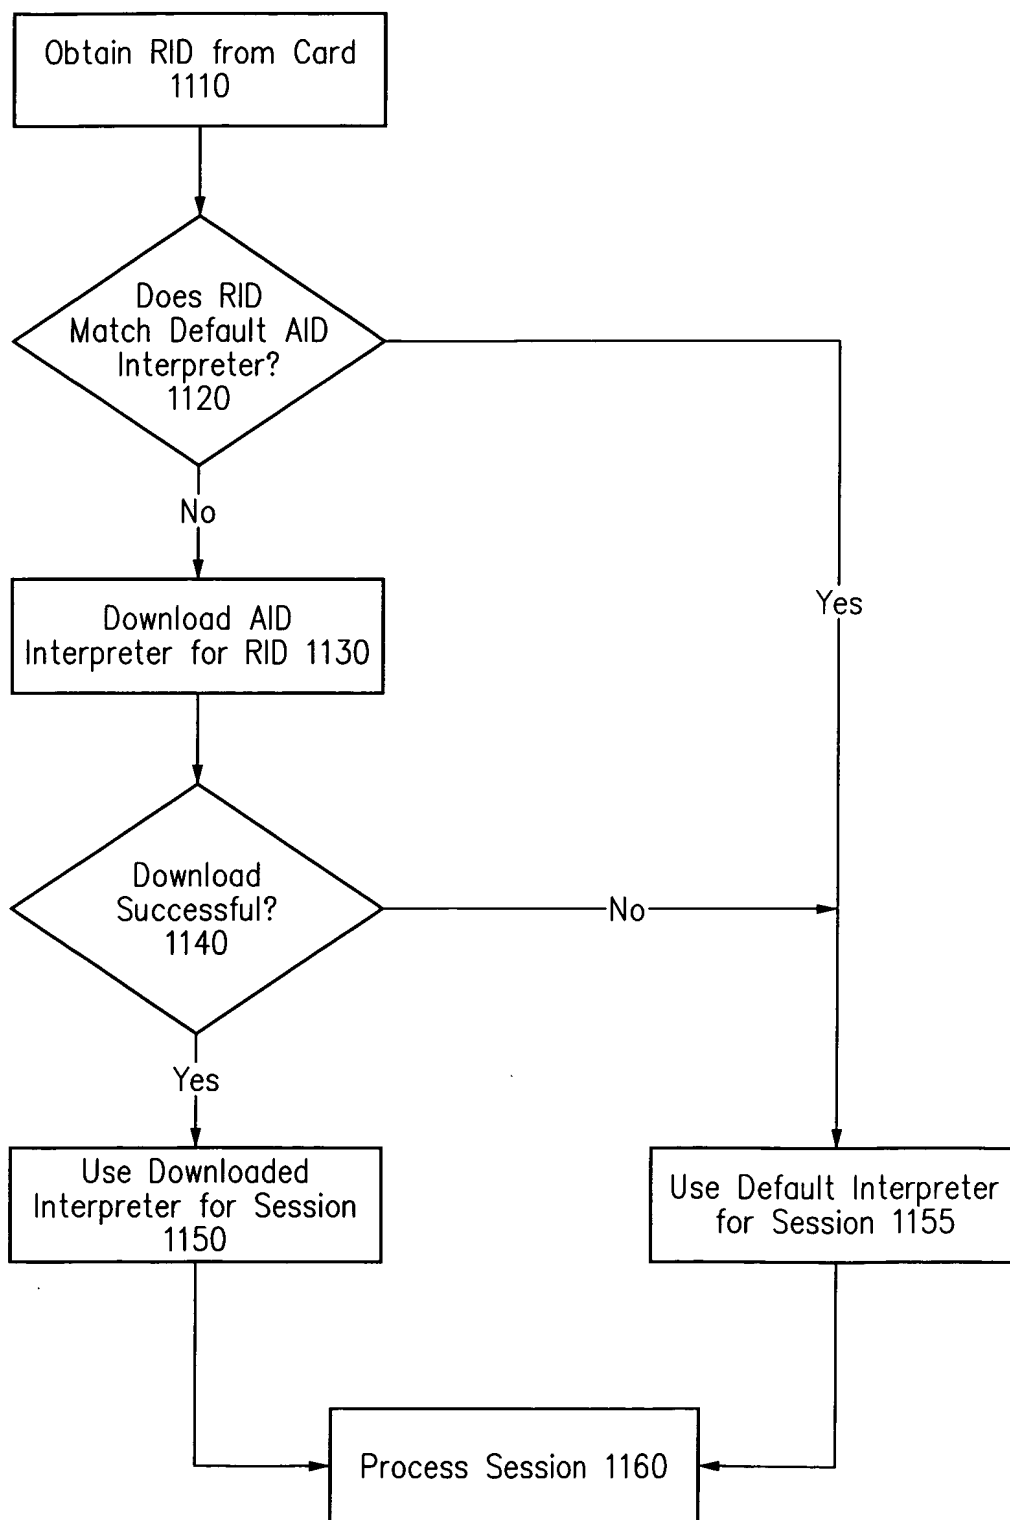 Obtain RID from Card
1110
Does RID
Match Default AID
Interpreter?
1120
No
Download AID
Interpreter for RID 1130
Yes
Download
Successful?
1140
No
Yes
Use Downloaded
Interpreter for Session
1150
Use Default Interpreter
for Session 1155
Process Session 1160